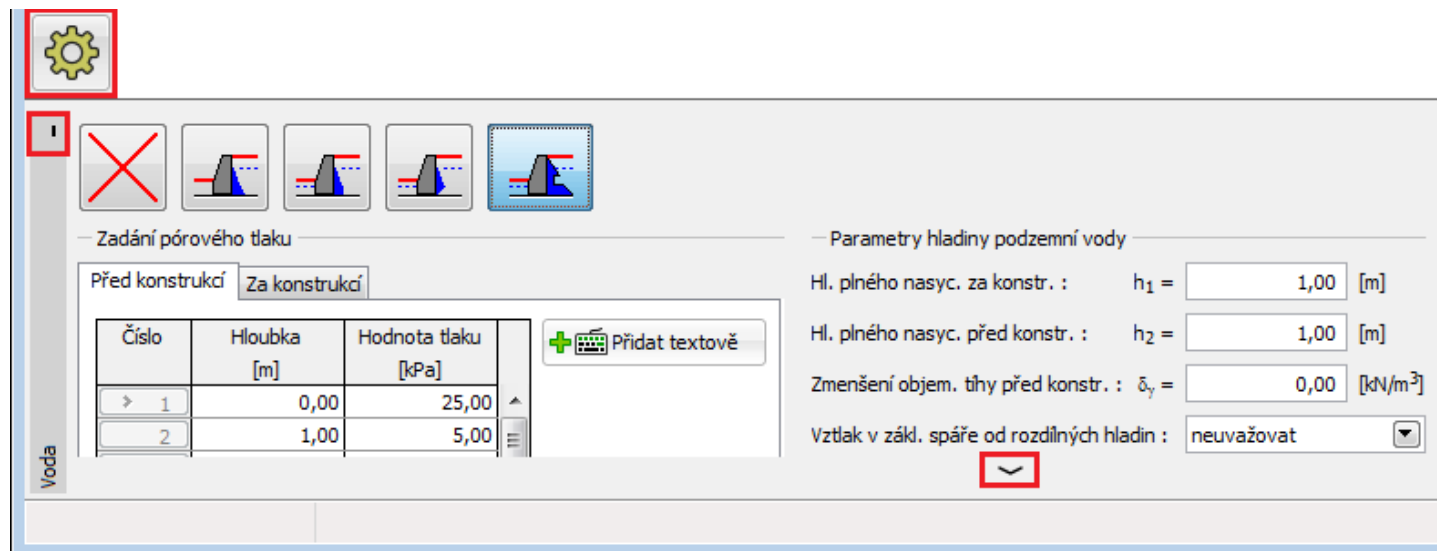 Zadání pórového tlaku
Před konstrukcí Za konstrukcí
Číslo Hloubka [m] Hodnota tlaku [kPa]
1 0,00 25,00
2 1,00 5,00
Přidat textově
Parametry hladiny podzemní vody
Hl. plného nasyc. za konstr. : h₁ = 1,00 [m]
Hl. plného nasyc. před konstr. : h₂ = 1,00 [m]
Zmenšení objem. tíhy před konstr. : δᵧ = 0,00 [kN/m³]
Vztlak v zákl. spáře od rozdílných hladin : neuvažovat
Voda